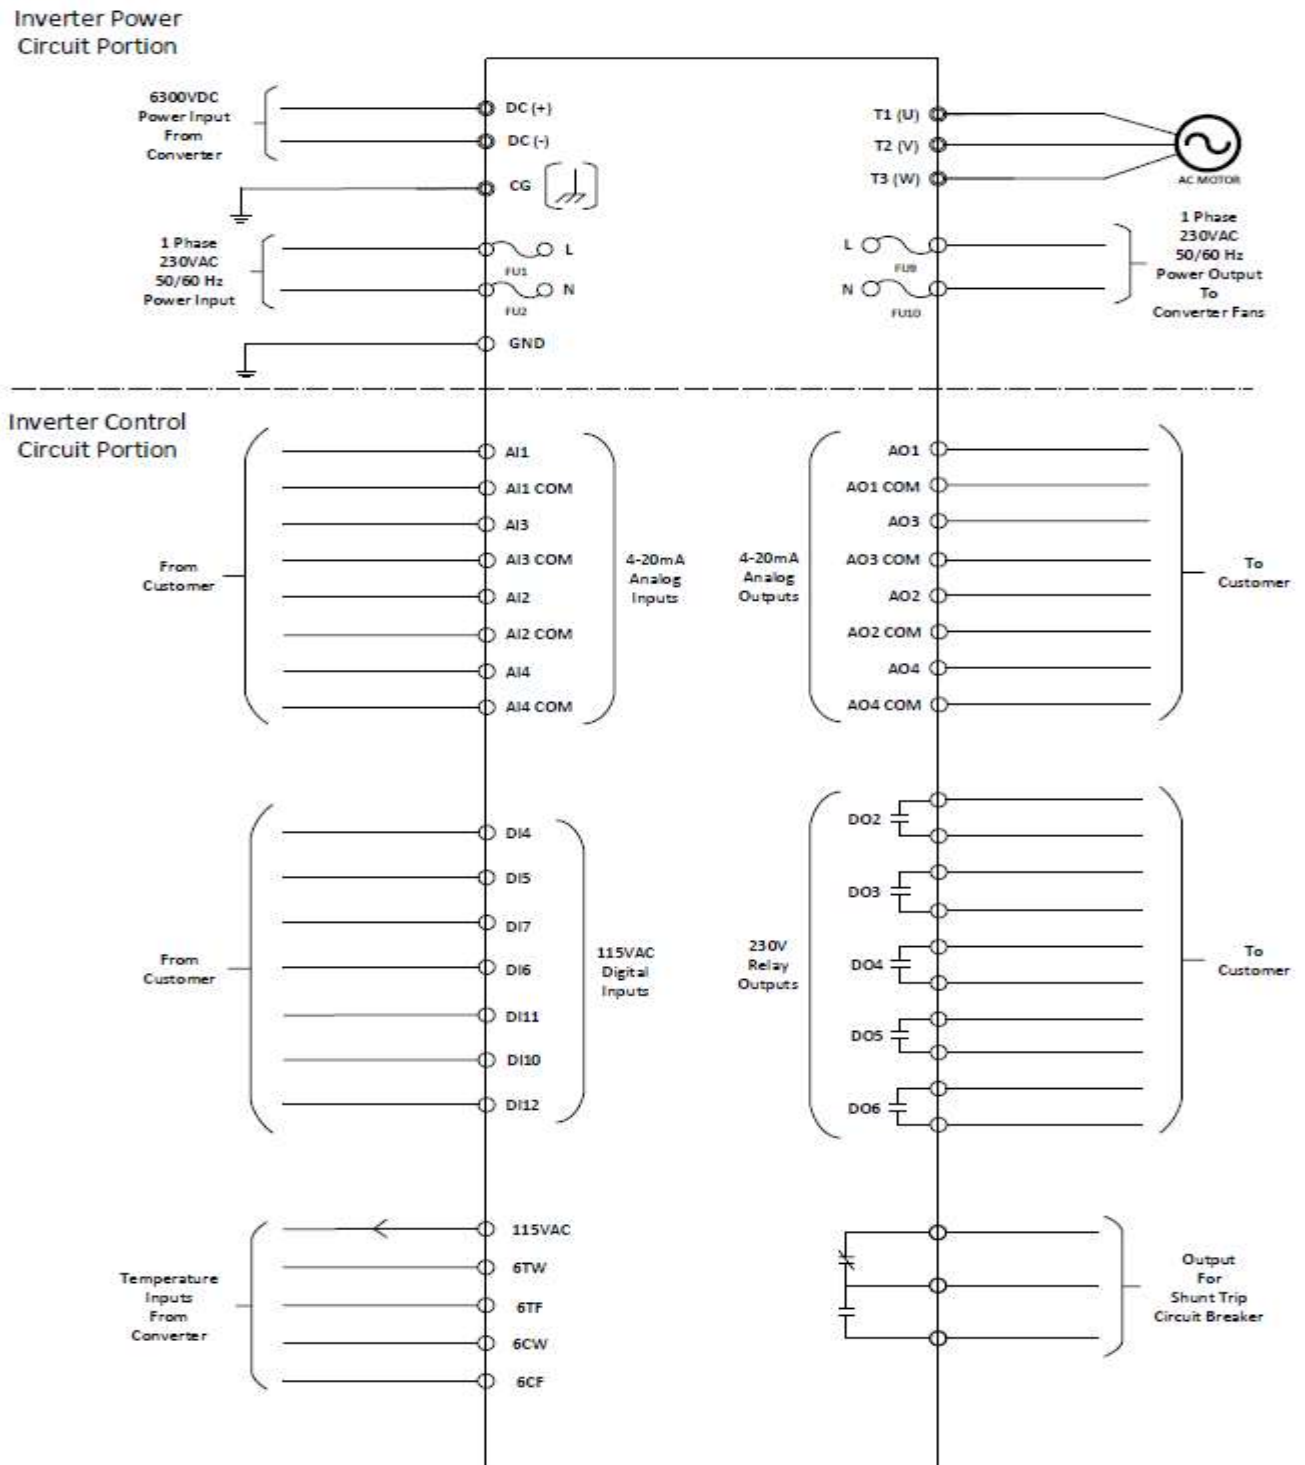 Inverter Power
Circuit Portion
6300VDC
Power Input
From
Converter
DC (+)
DC (-)
CG
1 Phase
230VAC
50/60 Hz
Power Input
L
FU1
N
FU2
GND
T1 (U)
T2 (V)
T3 (W)
AC MOTOR
L
FU9
N
FU10
1 Phase
230VAC
50/60 Hz
Power Output
To
Converter Fans
Inverter Control
Circuit Portion
From
Customer
AI1
AI1 COM
AI3
AI3 COM
AI2
AI2 COM
AI4
AI4 COM
4-20mA
Analog
Inputs
4-20mA
Analog
Outputs
AO1
AO1 COM
AO3
AO3 COM
AO2
AO2 COM
AO4
AO4 COM
To
Customer
From
Customer
DI4
DI5
DI7
DI6
DI11
DI10
DI12
115VAC
Digital
Inputs
230V
Relay
Outputs
DO2
DO3
DO4
DO5
DO6
To
Customer
Temperature
Inputs
From
Converter
115VAC
6TW
6TF
6CW
6CF
Output
For
Shunt Trip
Circuit Breaker